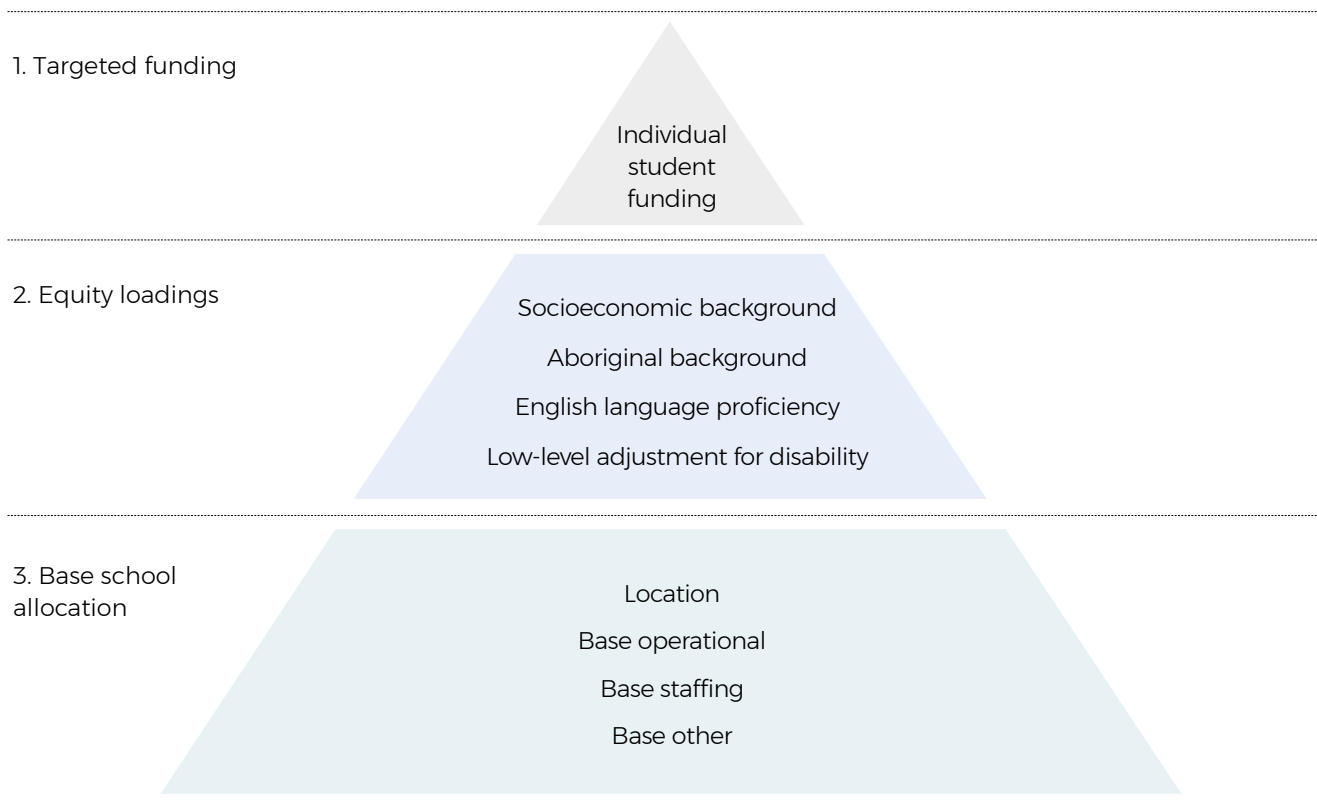 1. Targeted funding
Individual
student
funding
2. Equity loadings
Socioeconomic background
Aboriginal background
English language proficiency
Low-level adjustment for disability
3. Base school
allocation
Location
Base operational
Base staffing
Base other